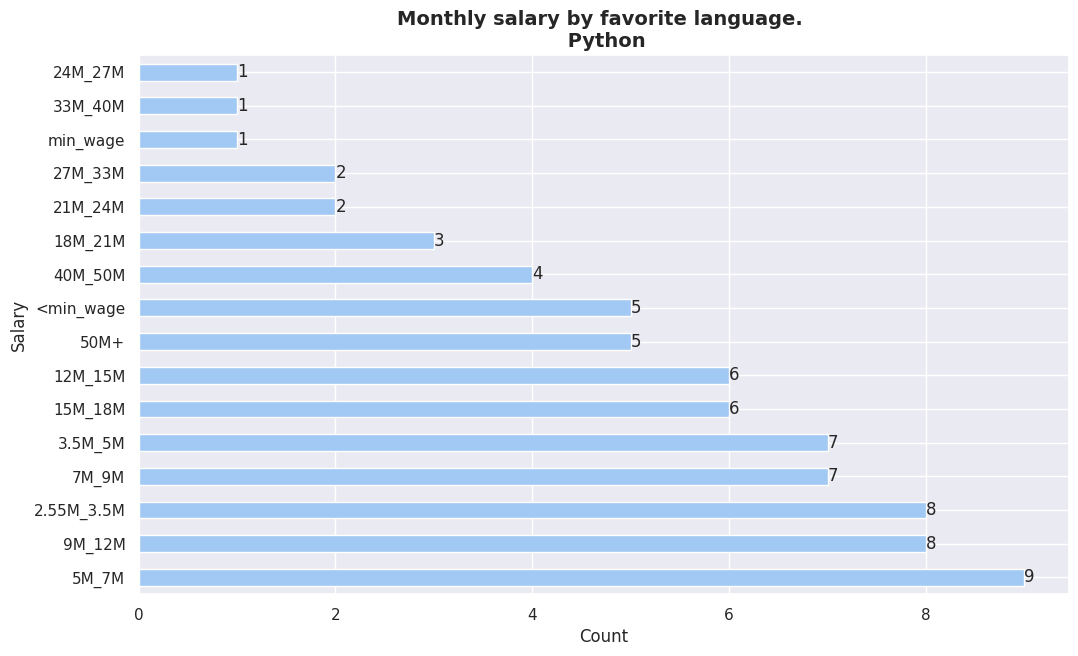 Monthly salary by favorite language.
Python
24M_27M 1
33M_40M 1
min_wage 1
27M_33M 2
21M_24M 2
18M_21M 3
40M_50M 4
<min_wage 5
50M+ 5
12M_15M 6
15M_18M 6
3.5M_5M 7
7M_9M 7
2.55M_3.5M 8
9M_12M 8
5M_7M 9
Salary
0 2 4 6 8
Count